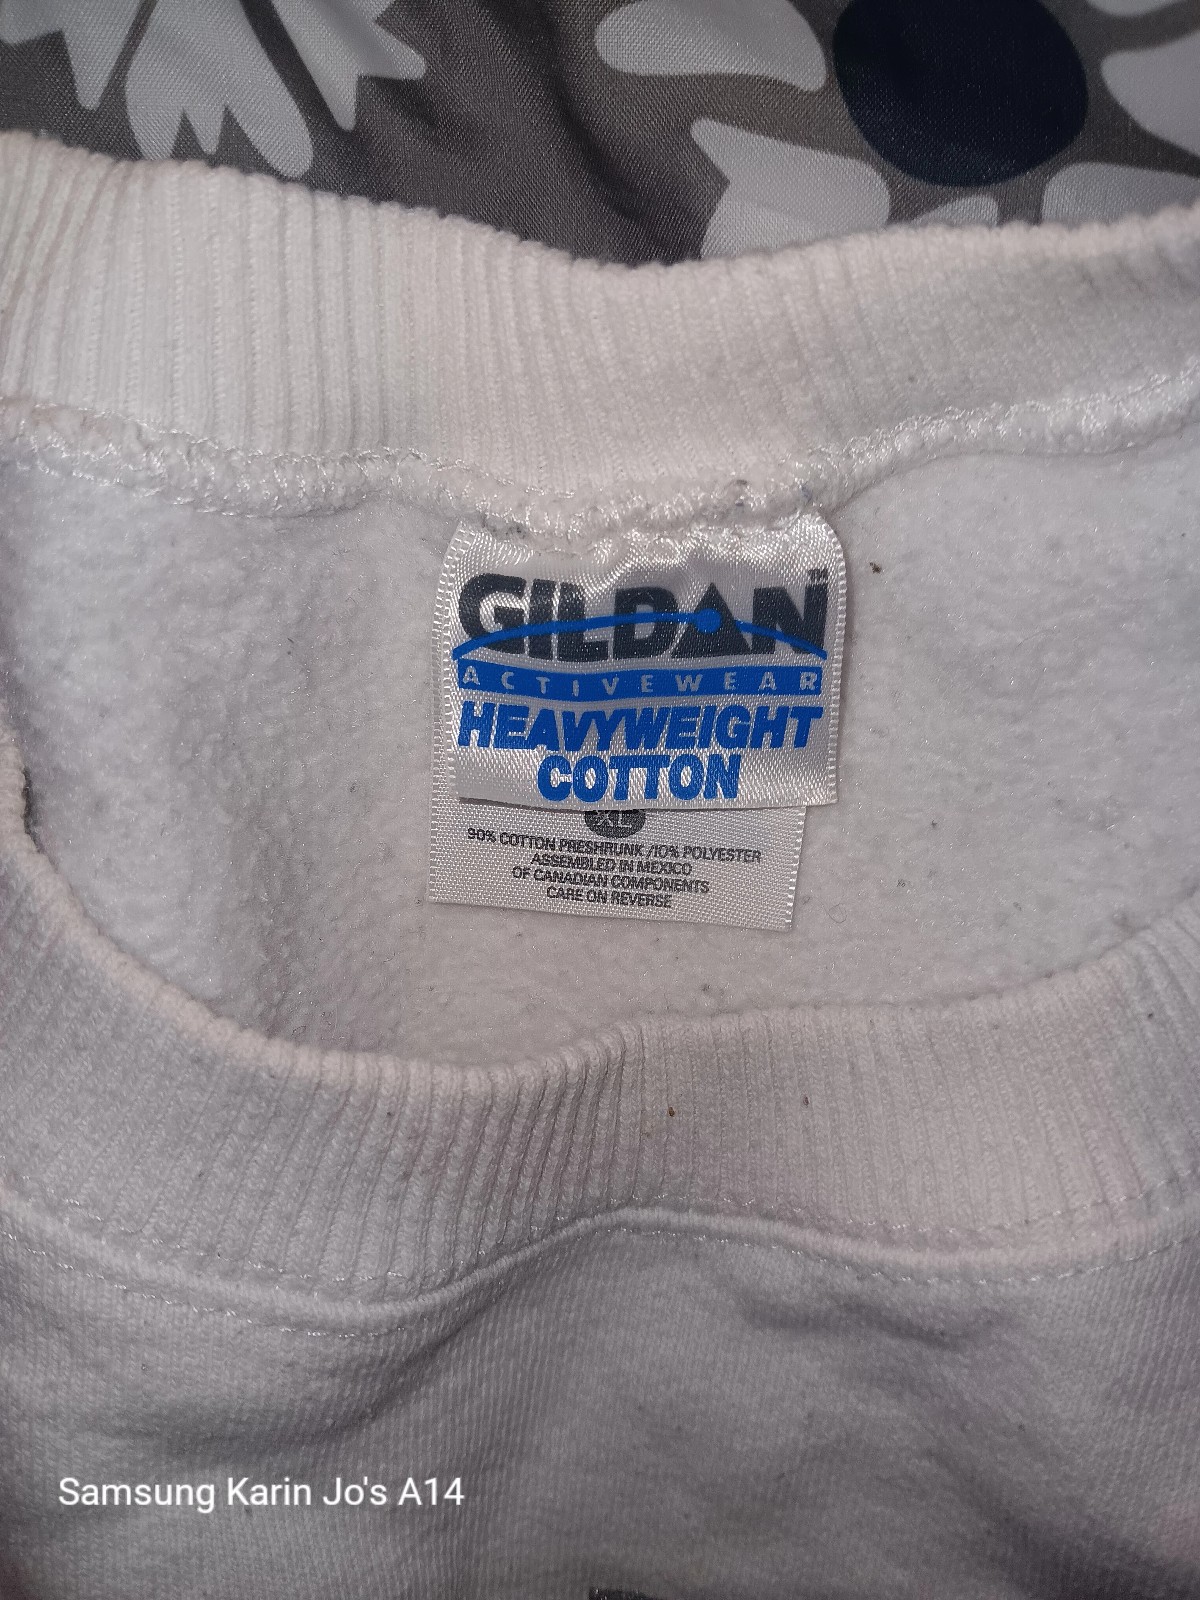 GILDAN™
ACTIVEWEAR
HEAVYWEIGHT
COTTON
XL
90% COTTON PRESHRUNK /10% POLYESTER
ASSEMBLED IN MEXICO
OF CANADIAN COMPONENTS
CARE ON REVERSE
Samsung Karin Jo's A14